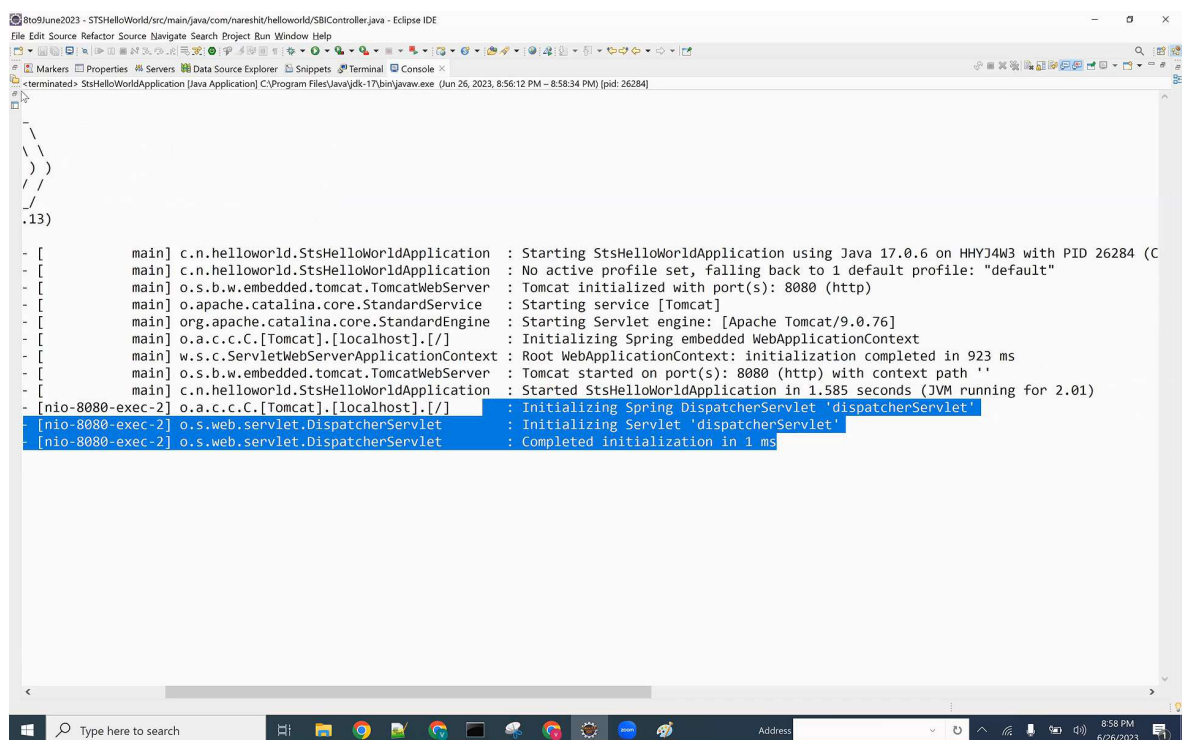 8to9June2023 - STSHelloWorld/src/main/java/com/nareshit/helloworld/SBIController.java - Eclipse IDE
File Edit Source Refactor Source Navigate Search Project Run Window Help
Markers Properties Servers Data Source Explorer Snippets Terminal Console
<terminated> StsHelloWorldApplication [Java Application] C:\Program Files\Java\jdk-17\bin\javaw.exe (Jun 26, 2023, 8:56:12 PM – 8:58:34 PM) [pid: 26284]
_
\
\ \
) )
/ /
_/
.13)
- [           main] c.n.helloworld.StsHelloWorldApplication  : Starting StsHelloWorldApplication using Java 17.0.6 on HHYJ4W3 with PID 26284 (C
- [           main] c.n.helloworld.StsHelloWorldApplication  : No active profile set, falling back to 1 default profile: "default"
- [           main] o.s.b.w.embedded.tomcat.TomcatWebServer  : Tomcat initialized with port(s): 8080 (http)
- [           main] o.apache.catalina.core.StandardService   : Starting service [Tomcat]
- [           main] org.apache.catalina.core.StandardEngine  : Starting Servlet engine: [Apache Tomcat/9.0.76]
- [           main] o.a.c.c.C.[Tomcat].[localhost].[/]       : Initializing Spring embedded WebApplicationContext
- [           main] w.s.c.ServletWebServerApplicationContext : Root WebApplicationContext: initialization completed in 923 ms
- [           main] o.s.b.w.embedded.tomcat.TomcatWebServer  : Tomcat started on port(s): 8080 (http) with context path ''
- [           main] c.n.helloworld.StsHelloWorldApplication  : Started StsHelloWorldApplication in 1.585 seconds (JVM running for 2.01)
- [nio-8080-exec-2] o.a.c.c.C.[Tomcat].[localhost].[/]       : Initializing Spring DispatcherServlet 'dispatcherServlet'
- [nio-8080-exec-2] o.s.web.servlet.DispatcherServlet        : Initializing Servlet 'dispatcherServlet'
- [nio-8080-exec-2] o.s.web.servlet.DispatcherServlet        : Completed initialization in 1 ms
Type here to search
zoom
Address
8:58 PM
6/26/2023